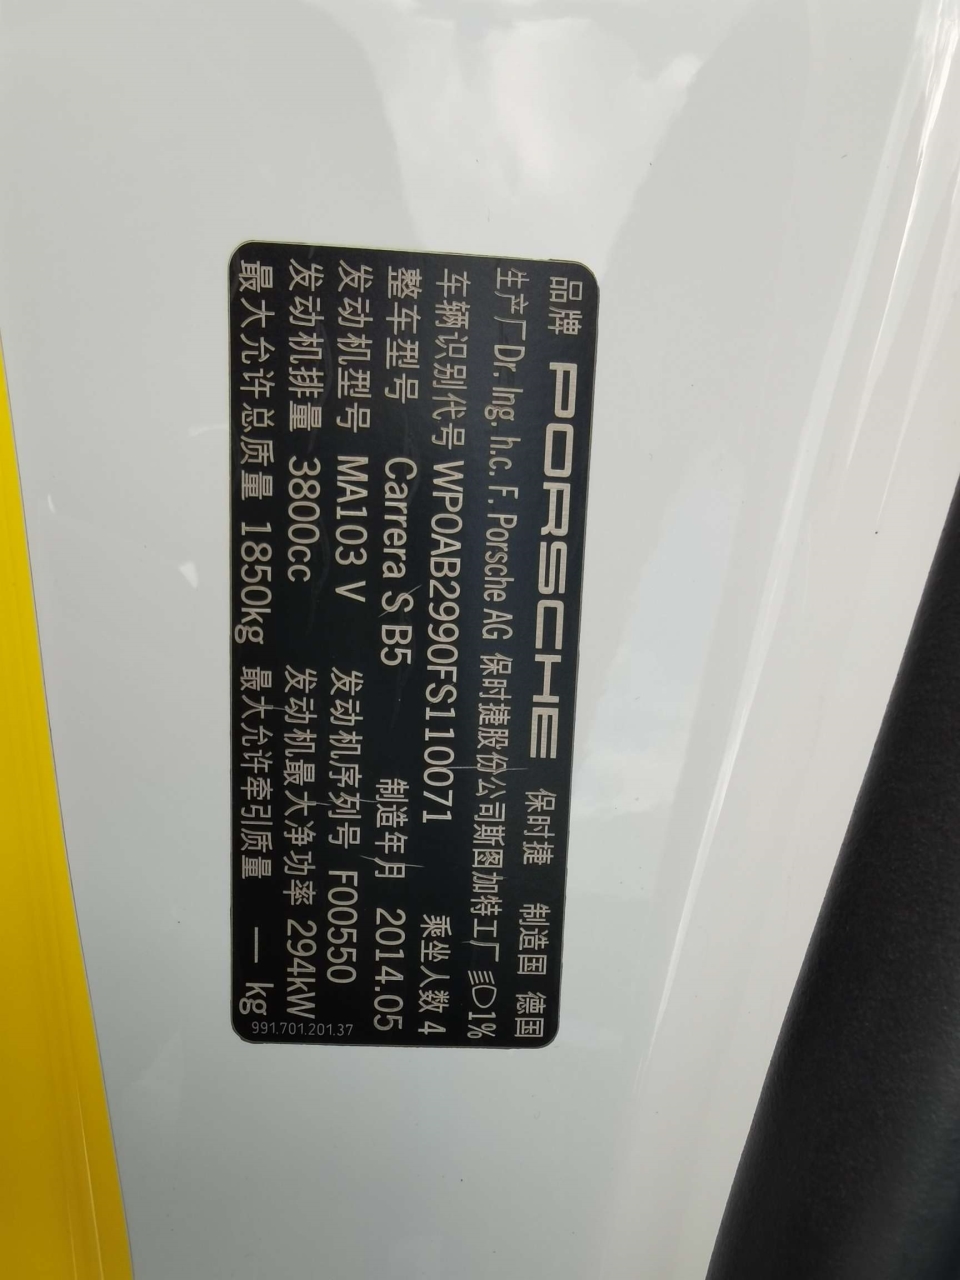 品牌 PORSCHE 保时捷 制造国 德国
生产厂 Dr. Ing. h.c. F. Porsche AG 保时捷股份公司斯图加特工厂 1%
车辆识别代号 WP0AB2990FS110071 乘坐人数 4
整车型号 Carrera S B5 制造年月 2014.05
发动机型号 MA103 V 发动机序列号 F00550
发动机排量 3800cc 发动机最大净功率 294kW
最大允许总质量 1850kg 最大允许牵引质量 — kg
991.701.201.37